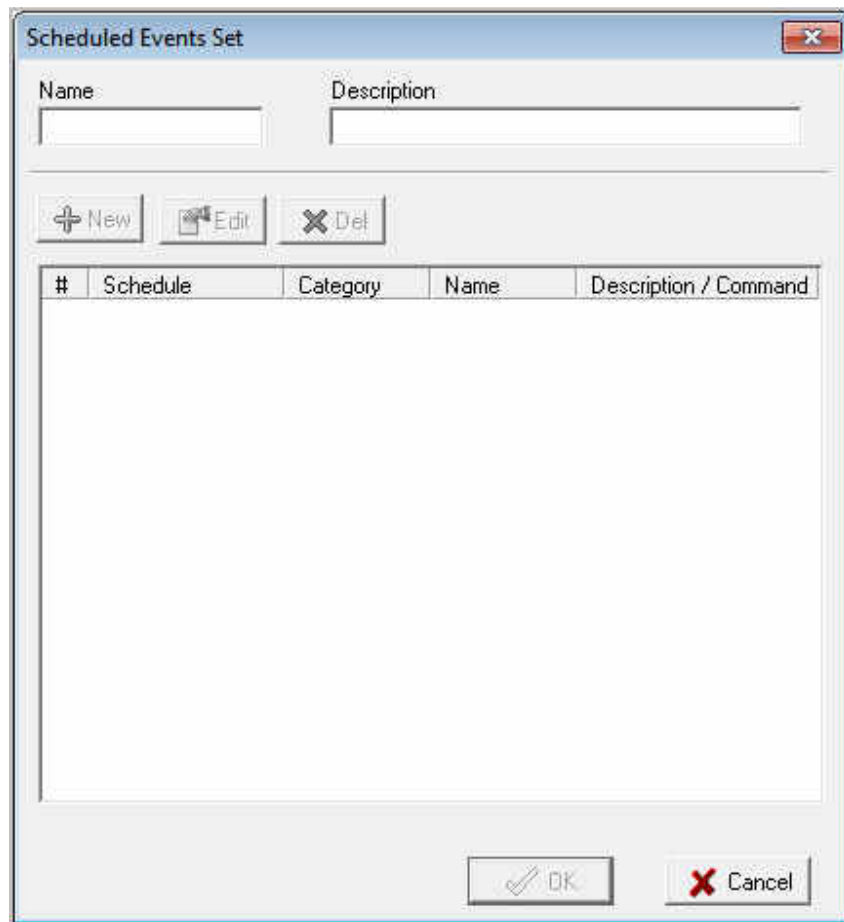 Scheduled Events Set
Name Description
New Edit Del
# Schedule Category Name Description / Command
OK Cancel